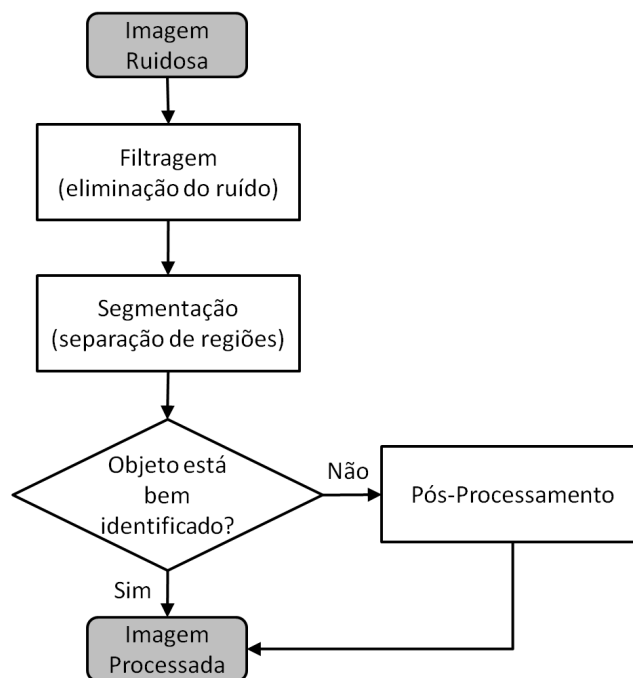 Imagem
Ruidosa
Filtragem
(eliminação do ruído)
Segmentação
(separação de regiões)
Objeto está
bem
identificado?
Não
Pós-Processamento
Sim
Imagem
Processada